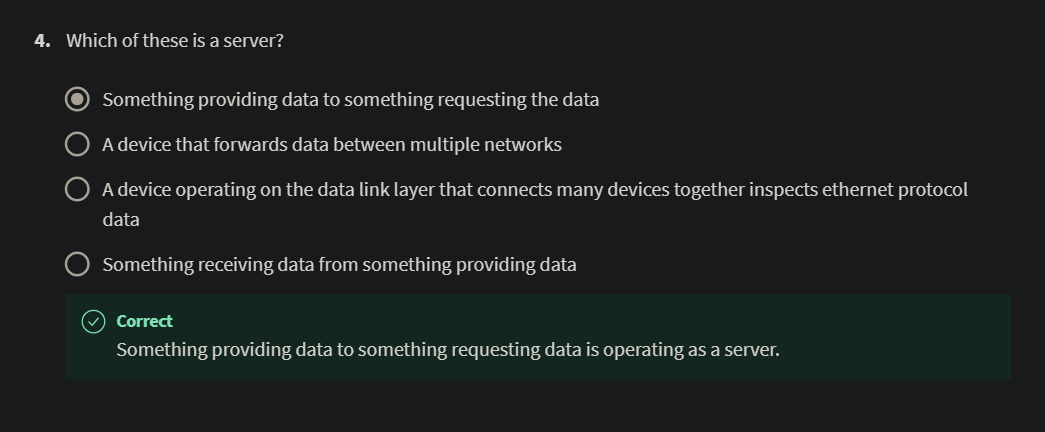 4. Which of these is a server?
Something providing data to something requesting the data
A device that forwards data between multiple networks
A device operating on the data link layer that connects many devices together inspects ethernet protocol
data
Something receiving data from something providing data
Correct
Something providing data to something requesting data is operating as a server.